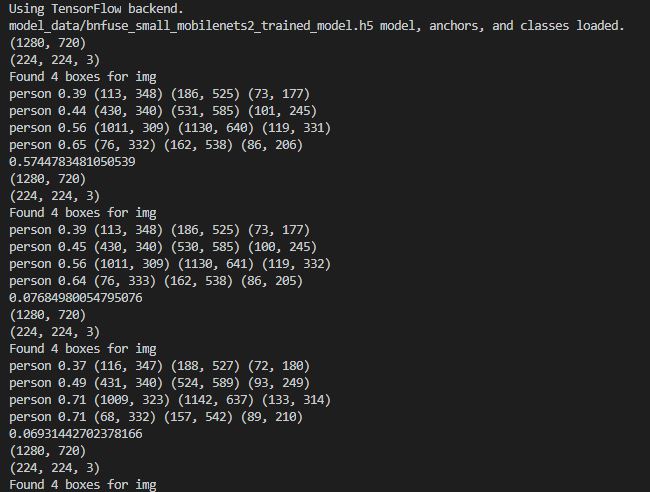 Using TensorFlow backend.
model_data/bnfuse_small_mobilenets2_trained_model.h5 model, anchors, and classes loaded.
(1280, 720)
(224, 224, 3)
Found 4 boxes for img
person 0.39 (113, 348) (186, 525) (73, 177)
person 0.44 (430, 340) (531, 585) (101, 245)
person 0.56 (1011, 309) (1130, 640) (119, 331)
person 0.65 (76, 332) (162, 538) (86, 206)
0.5744783481050539
(1280, 720)
(224, 224, 3)
Found 4 boxes for img
person 0.39 (113, 348) (186, 525) (73, 177)
person 0.45 (430, 340) (530, 585) (100, 245)
person 0.56 (1011, 309) (1130, 641) (119, 332)
person 0.64 (76, 333) (162, 538) (86, 205)
0.07684980054795076
(1280, 720)
(224, 224, 3)
Found 4 boxes for img
person 0.37 (116, 347) (188, 527) (72, 180)
person 0.49 (431, 340) (524, 589) (93, 249)
person 0.71 (1009, 323) (1142, 637) (133, 314)
person 0.71 (68, 332) (157, 542) (89, 210)
0.06931442702378166
(1280, 720)
(224, 224, 3)
Found 4 boxes for img